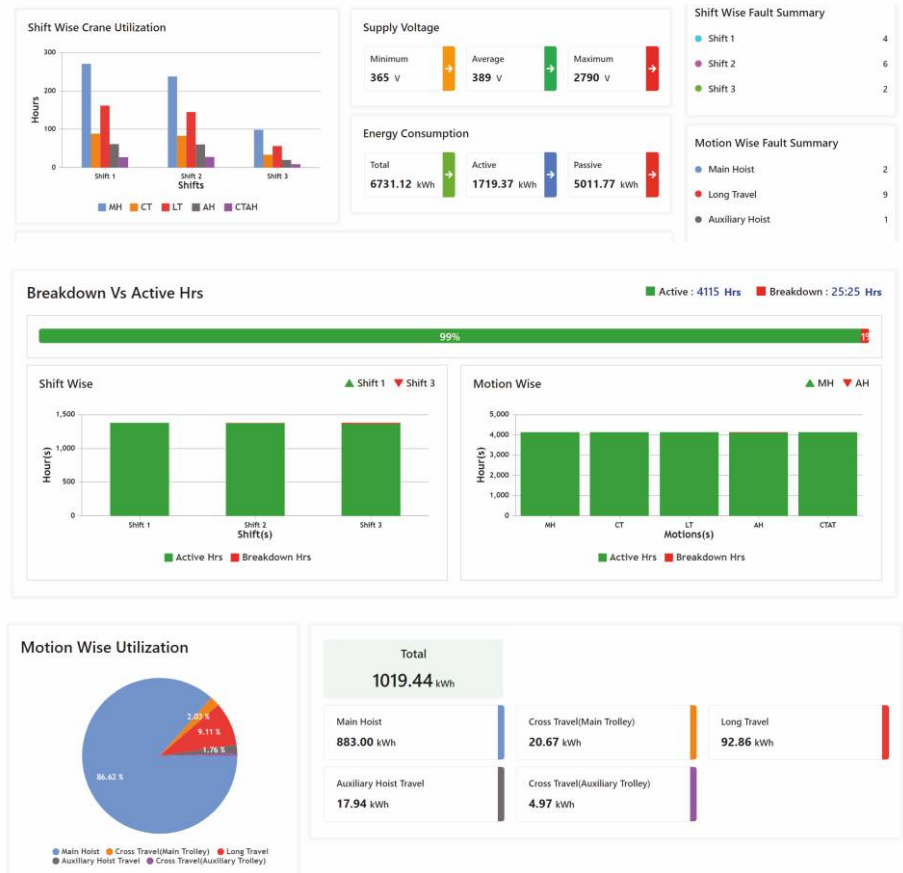 Shift Wise Crane Utilization
300
200
100
0
Hours
Shift 1
Shift 2
Shift 3
Shifts
MH CT LT AH CTAH
Supply Voltage
Minimum
365 V
Average
389 V
Maximum
2790 V
Energy Consumption
Total
6731.12 kWh
Active
1719.37 kWh
Passive
5011.77 kWh
Shift Wise Fault Summary
Shift 1 4
Shift 2 6
Shift 3 2
Motion Wise Fault Summary
Main Hoist 2
Long Travel 9
Auxiliary Hoist 1
Breakdown Vs Active Hrs
Active : 4115 Hrs Breakdown : 25:25 Hrs
99% 1%
Shift Wise
Shift 1 Shift 3
1,500
1,000
500
0
Hour(s)
Shift 1
Shift 2
Shift 3
Shift(s)
Active Hrs Breakdown Hrs
Motion Wise
MH AH
5,000
4,000
3,000
2,000
1,000
0
Hour(s)
MH
CT
LT
AH
CTAT
Motions(s)
Active Hrs Breakdown Hrs
Motion Wise Utilization
2.03 %
9.11 %
1.76 %
86.62 %
Main Hoist Cross Travel(Main Trolley) Long Travel
Auxiliary Hoist Travel Cross Travel(Auxiliary Trolley)
Total
1019.44 kWh
Main Hoist
883.00 kWh
Cross Travel(Main Trolley)
20.67 kWh
Long Travel
92.86 kWh
Auxiliary Hoist Travel
17.94 kWh
Cross Travel(Auxiliary Trolley)
4.97 kWh